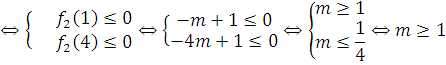 ⇔ { f₂(1) ≤ 0 ⇔ { −m + 1 ≤ 0 ⇔ { m ≥ 1
f₂(4) ≤ 0 −4m + 1 ≤ 0 m ≤ 1/4 ⇔ m ≥ 1